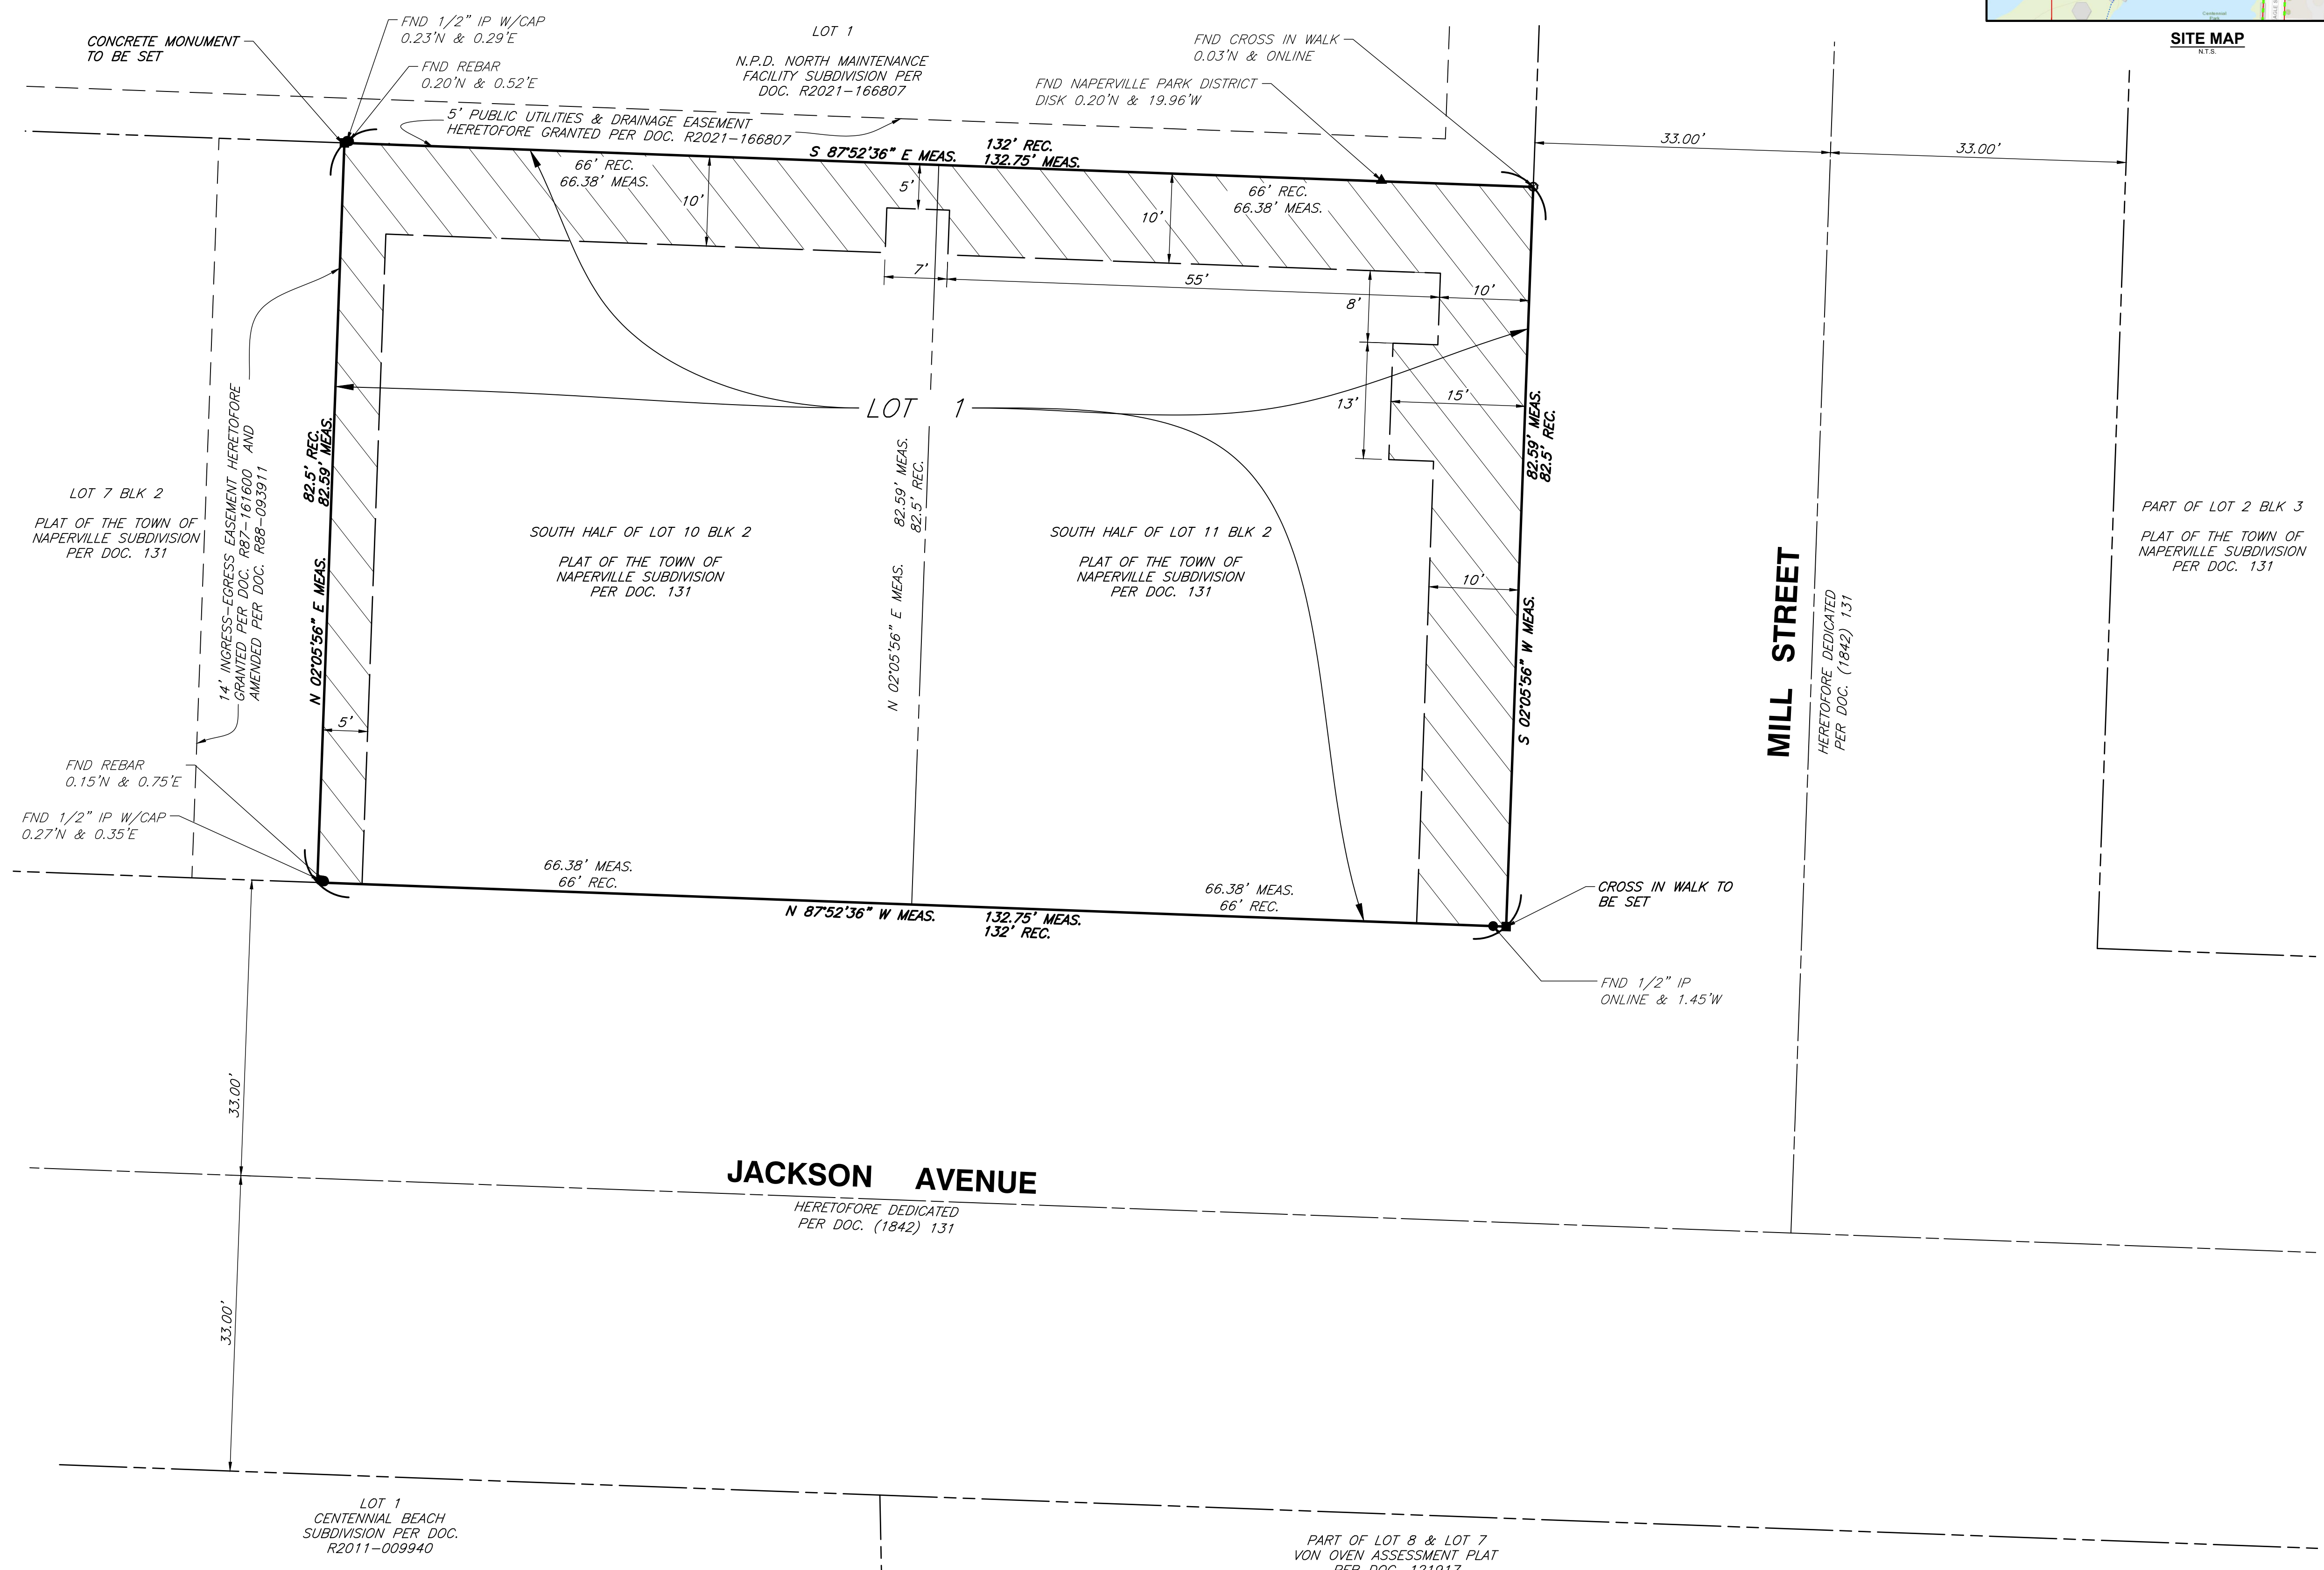 FND 1/2" IP W/CAP
0.23'N & 0.29'E
CONCRETE MONUMENT
TO BE SET
FND REBAR
0.20'N & 0.52'E
LOT 1
N.P.D. NORTH MAINTENANCE
FACILITY SUBDIVISION PER
DOC. R2021-166807
FND CROSS IN WALK
0.03'N & ONLINE
FND NAPERVILLE PARK DISTRICT
DISK 0.20'N & 19.96'W
Centennial
Park
SITE MAP
N.T.S.
5' PUBLIC UTILITIES & DRAINAGE EASEMENT
HERETOFORE GRANTED PER DOC. R2021-166807
S 87°52'36" E MEAS.
132' REC.
132.75' MEAS.
33.00'
33.00'
66' REC.
66.38' MEAS.
10'
5'
10'
66' REC.
66.38' MEAS.
7'
55'
10'
8'
15'
13'
LOT 1
82.5' REC.
82.59' MEAS.
N 02°05'56" E MEAS.
82.59' MEAS.
82.5' REC.
N 02°05'56" E MEAS.
82.59' MEAS.
82.5' REC.
S 02°05'56" W MEAS.
14' INGRESS-EGRESS EASEMENT HERETOFORE
GRANTED PER DOC. R87-161600 AND
AMENDED PER DOC. R88-093911
LOT 7 BLK 2
PLAT OF THE TOWN OF
NAPERVILLE SUBDIVISION
PER DOC. 131
SOUTH HALF OF LOT 10 BLK 2
PLAT OF THE TOWN OF
NAPERVILLE SUBDIVISION
PER DOC. 131
SOUTH HALF OF LOT 11 BLK 2
PLAT OF THE TOWN OF
NAPERVILLE SUBDIVISION
PER DOC. 131
10'
5'
MILL STREET
HERETOFORE DEDICATED
PER DOC. (1842) 131
PART OF LOT 2 BLK 3
PLAT OF THE TOWN OF
NAPERVILLE SUBDIVISION
PER DOC. 131
FND REBAR
0.15'N & 0.75'E
FND 1/2" IP W/CAP
0.27'N & 0.35'E
66.38' MEAS.
66' REC.
N 87°52'36" W MEAS.
132.75' MEAS.
132' REC.
66.38' MEAS.
66' REC.
CROSS IN WALK TO
BE SET
FND 1/2" IP
ONLINE & 1.45'W
33.00'
33.00'
JACKSON AVENUE
HERETOFORE DEDICATED
PER DOC. (1842) 131
LOT 1
CENTENNIAL BEACH
SUBDIVISION PER DOC.
R2011-009940
PART OF LOT 8 & LOT 7
VON OVEN ASSESSMENT PLAT
PER DOC. 121917